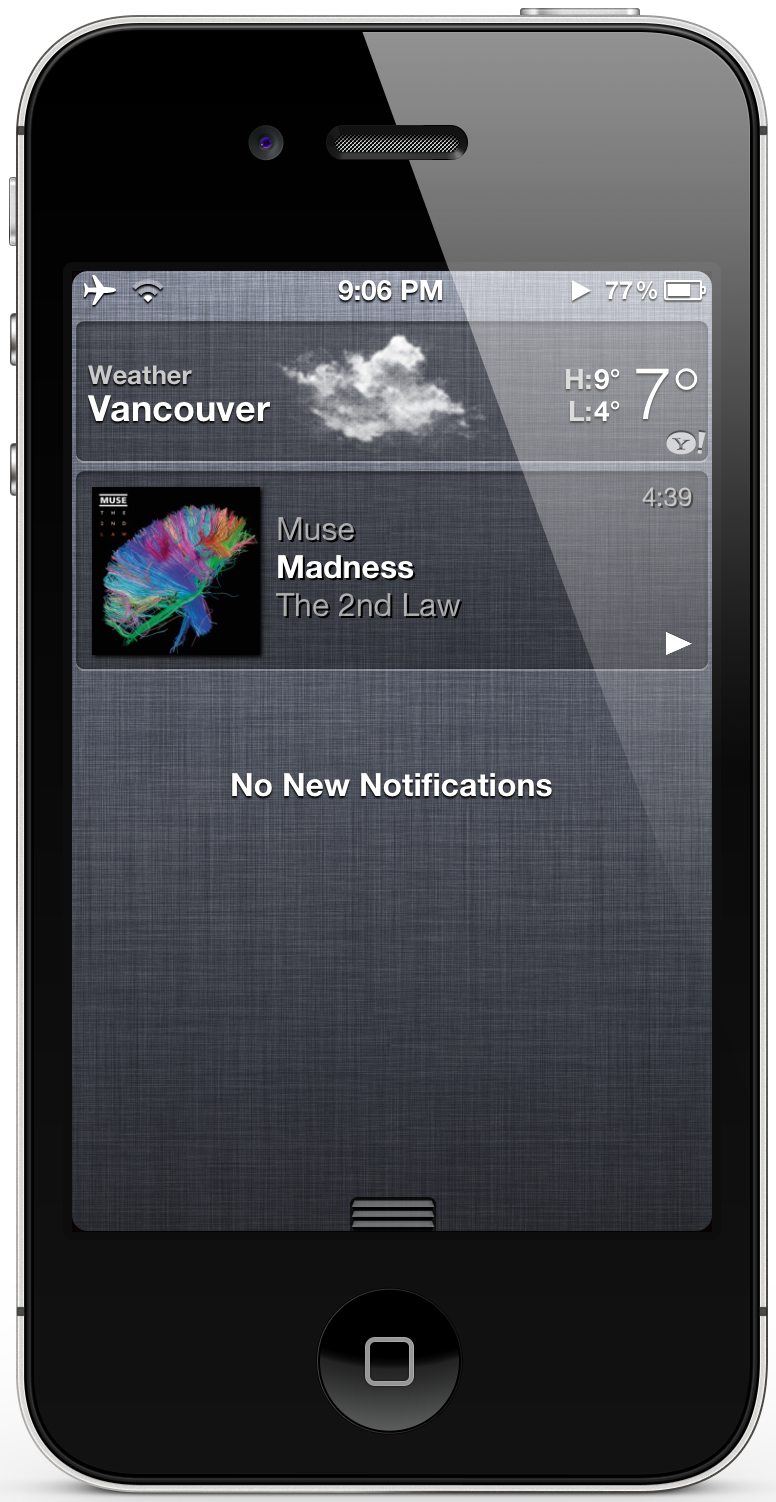 9:06 PM
77%
Weather
Vancouver
H:9°
L:4°
7°
Y!
MUSE
THE
2ND
LAW
4:39
Muse
Madness
The 2nd Law
No New Notifications